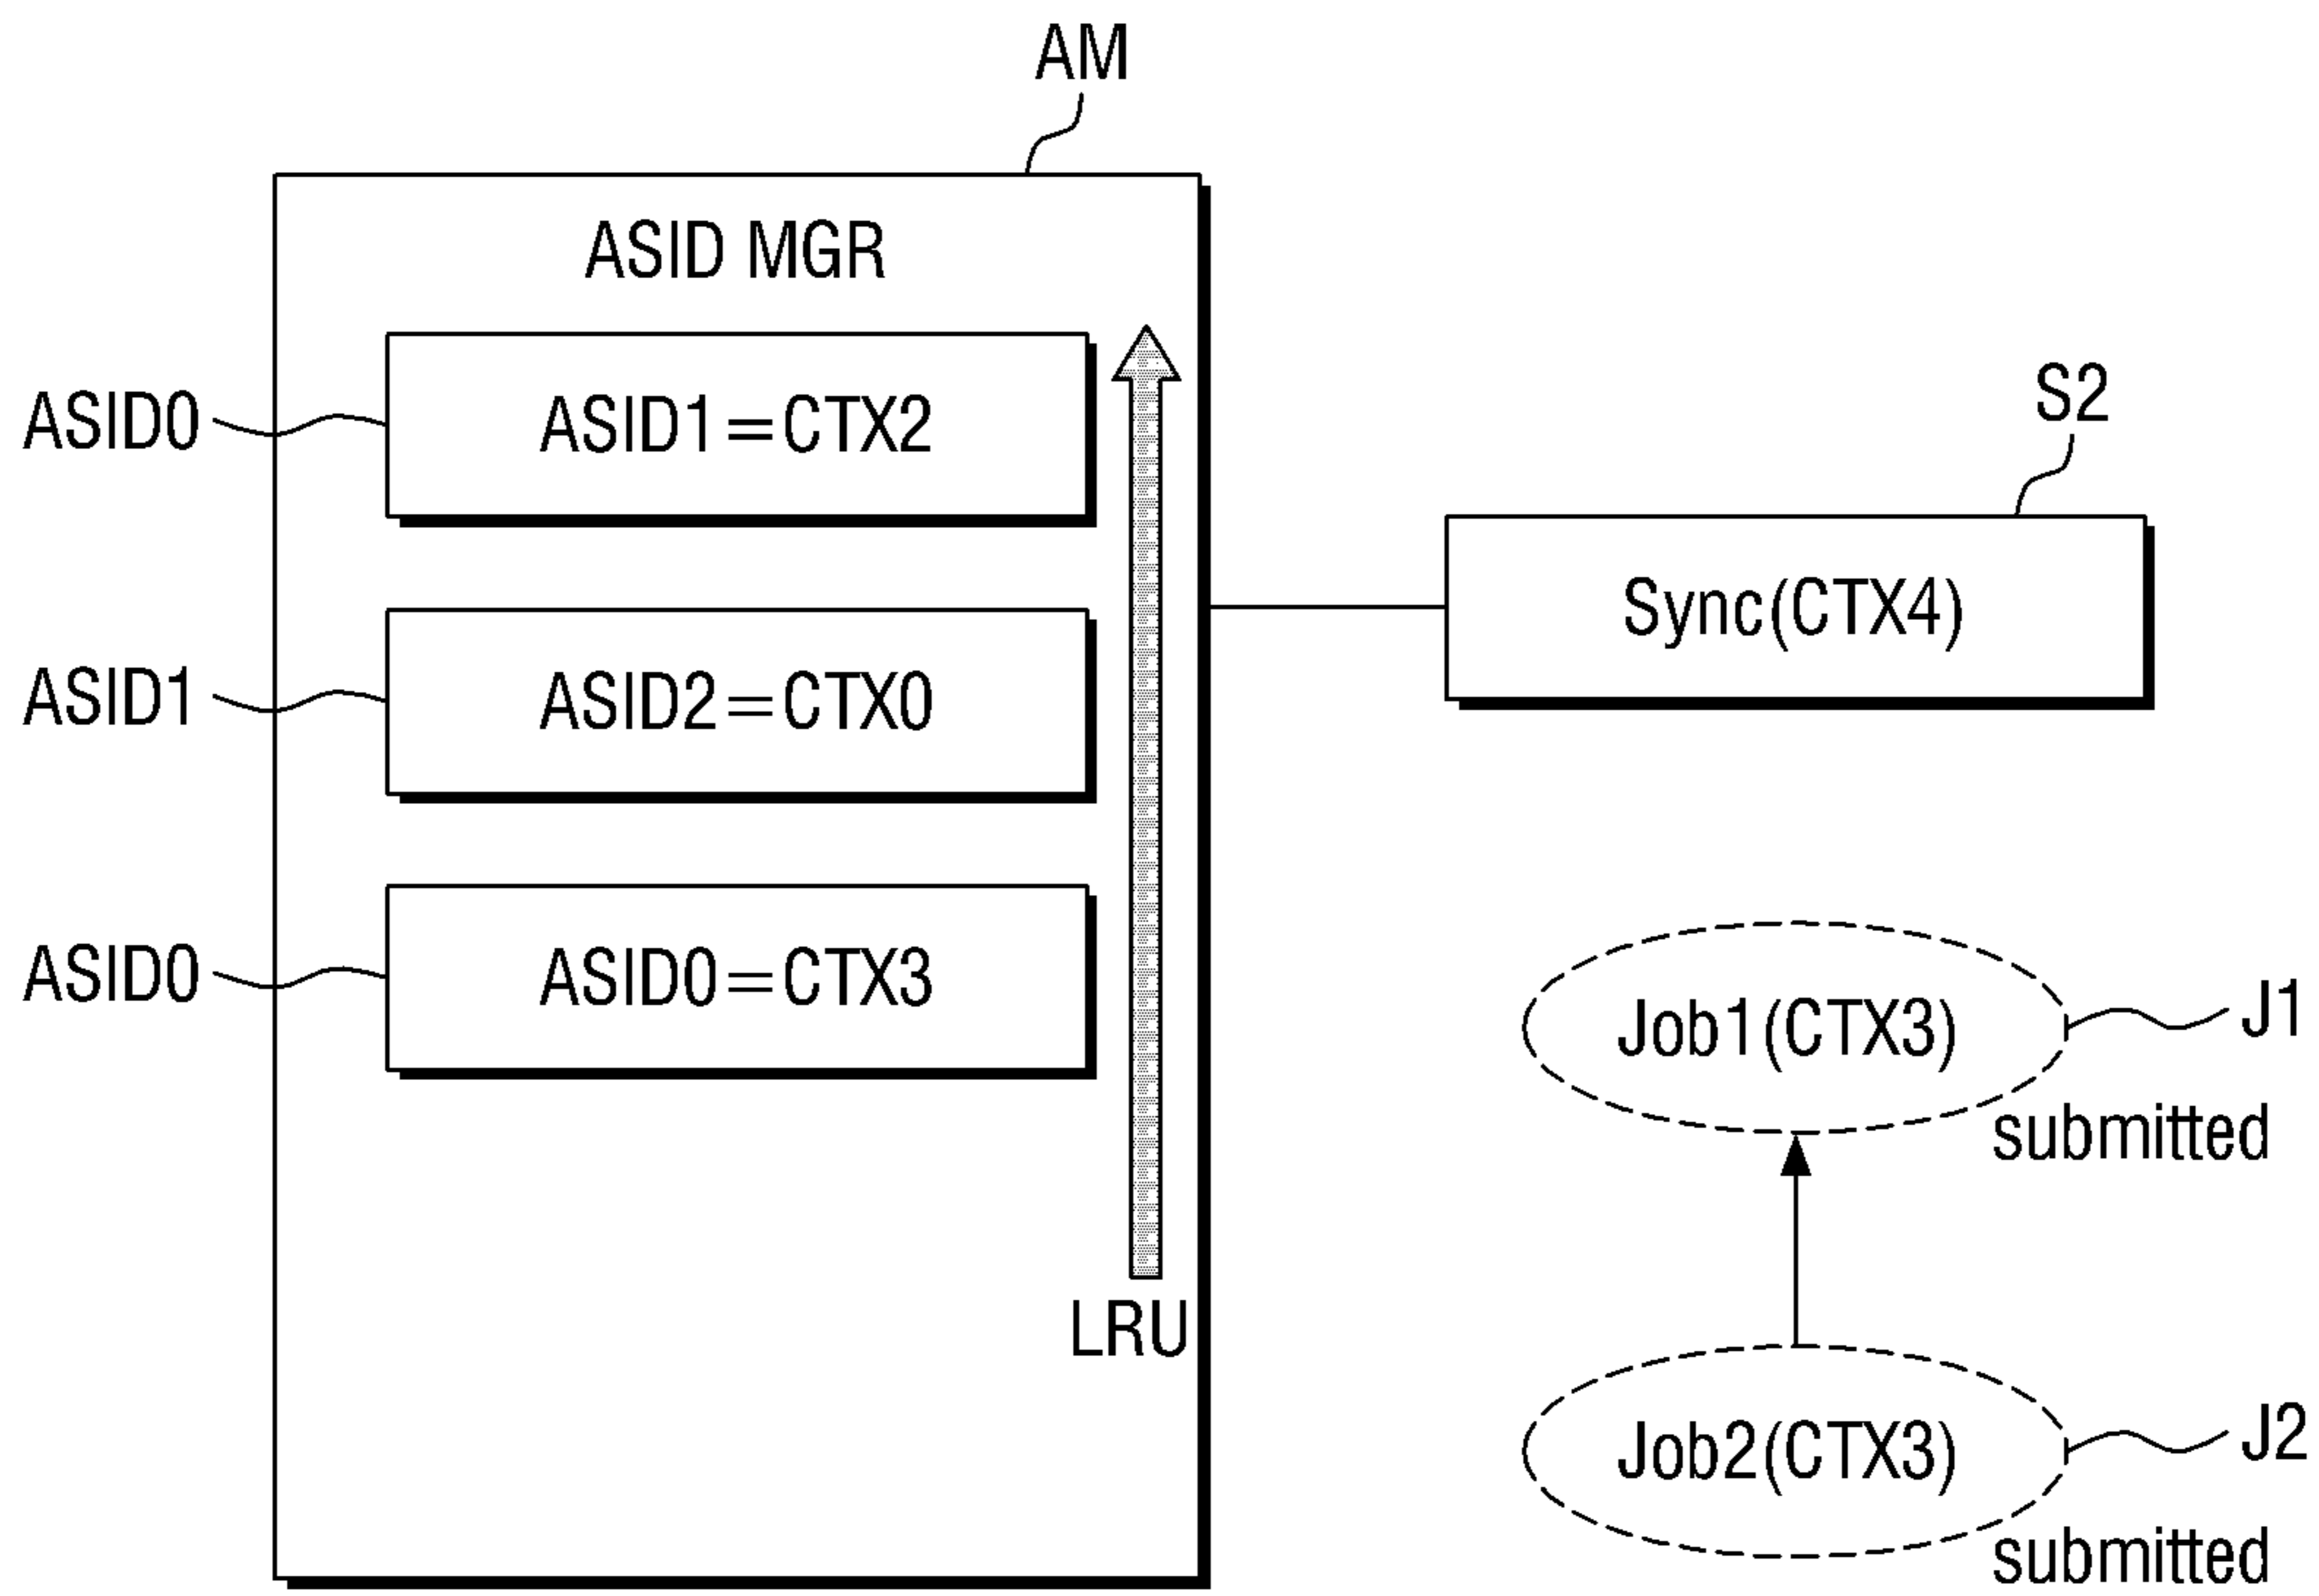 AM
ASID MGR
ASID0
ASID1=CTX2
S2
Sync(CTX4)
ASID1
ASID2=CTX0
ASID0
ASID0=CTX3
Job1(CTX3)
J1
submitted
LRU
Job2(CTX3)
J2
submitted